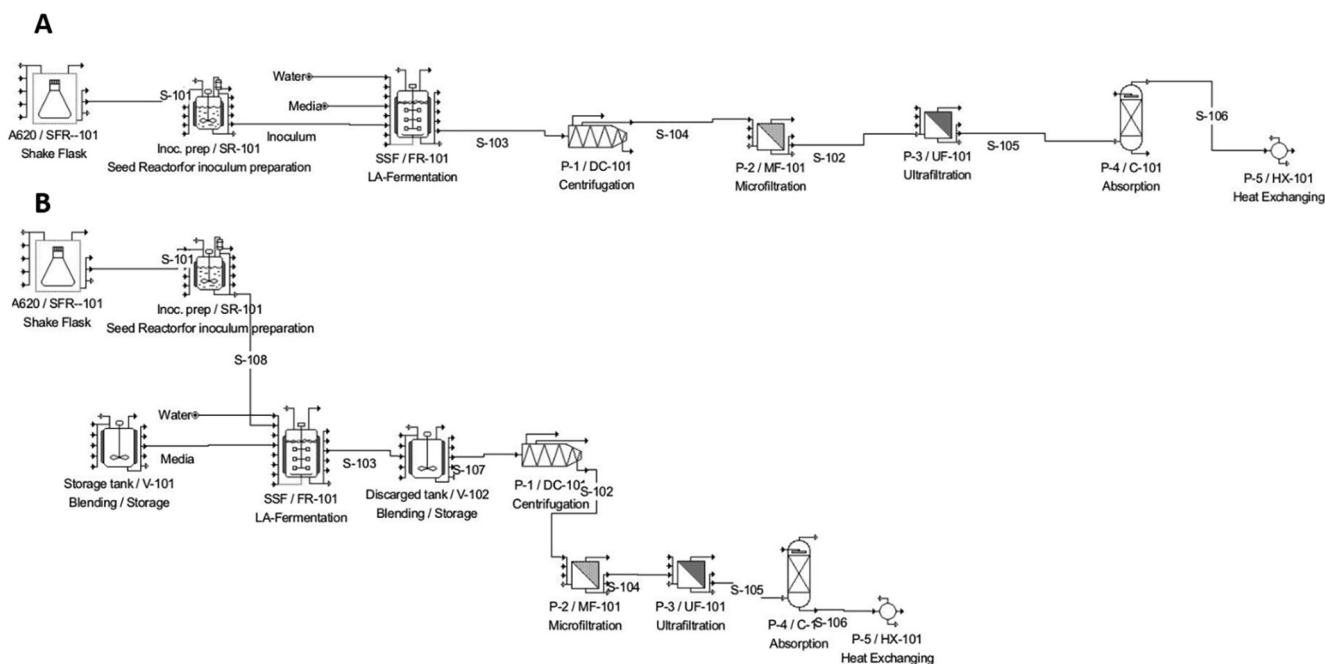 A
S-101
Water
Media
Inoculum
A620 / SFR--101
Shake Flask
Inoc. prep / SR-101
Seed Reactorfor inoculum preparation
SSF / FR-101
LA-Fermentation
S-103
P-1 / DC-101
Centrifugation
S-104
P-2 / MF-101
Microfiltration
S-102
P-3 / UF-101
Ultrafiltration
S-105
P-4 / C-101
Absorption
S-106
P-5 / HX-101
Heat Exchanging
B
S-101
A620 / SFR--101
Shake Flask
Inoc. prep / SR-101
Seed Reactorfor inoculum preparation
S-108
Water
Media
Storage tank / V-101
Blending / Storage
SSF / FR-101
LA-Fermentation
S-103
Discarged tank / V-102
Blending / Storage
S-107
P-1 / DC-101
Centrifugation
S-102
P-2 / MF-101
Microfiltration
S-104
P-3 / UF-101
Ultrafiltration
S-105
P-4 / C-1
Absorption
S-106
P-5 / HX-101
Heat Exchanging